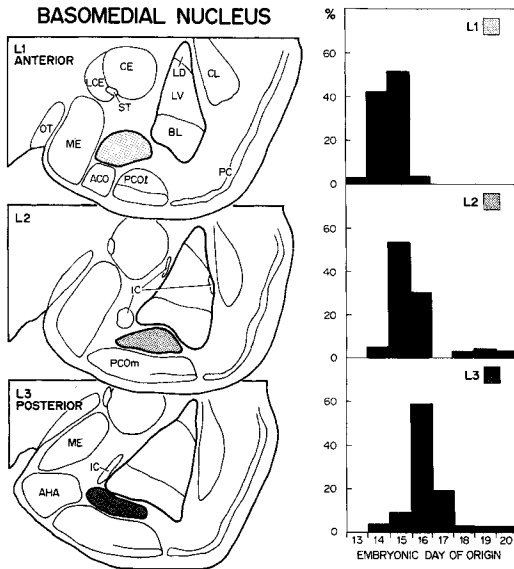 BASOMEDIAL NUCLEUS
L1
ANTERIOR
CE
LCE
ST
LD
LV
CL
BL
OT
ME
ACO
PCOl
PC
L2
IC
PCOm
L3
POSTERIOR
ME
IC
AHA
%
L1
60
40
20
0
L2
60
40
20
0
L3
60
40
20
0
13 14 15 16 17 18 19 20
EMBRYONIC DAY OF ORIGIN